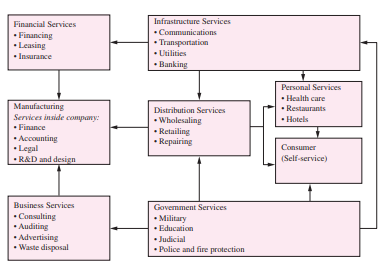 Financial Services
• Financing
• Leasing
• Insurance
Infrastructure Services
• Communications
• Transportation
• Utilities
• Banking
Manufacturing
Services inside company:
• Finance
• Accounting
• Legal
• R&D and design
Distribution Services
• Wholesaling
• Retailing
• Repairing
Personal Services
• Health care
• Restaurants
• Hotels
Consumer
(Self-service)
Business Services
• Consulting
• Auditing
• Advertising
• Waste disposal
Government Services
• Military
• Education
• Judicial
• Police and fire protection